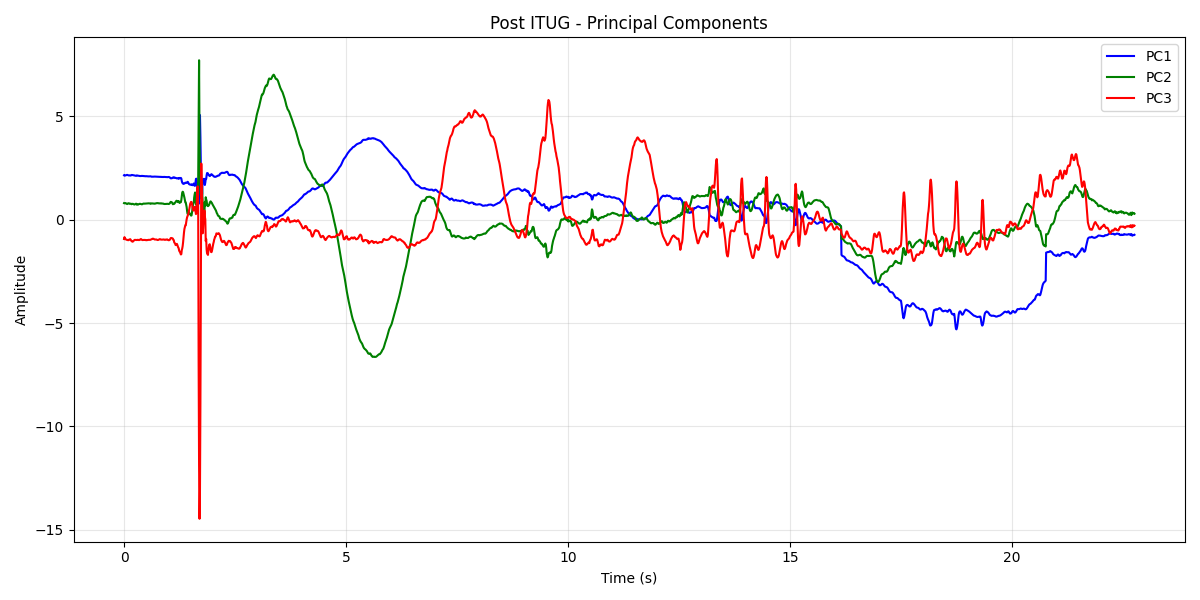 Post ITUG - Principal Components
PC1
PC2
PC3
Amplitude
5
0
−5
−10
−15
0
5
10
15
20
Time (s)